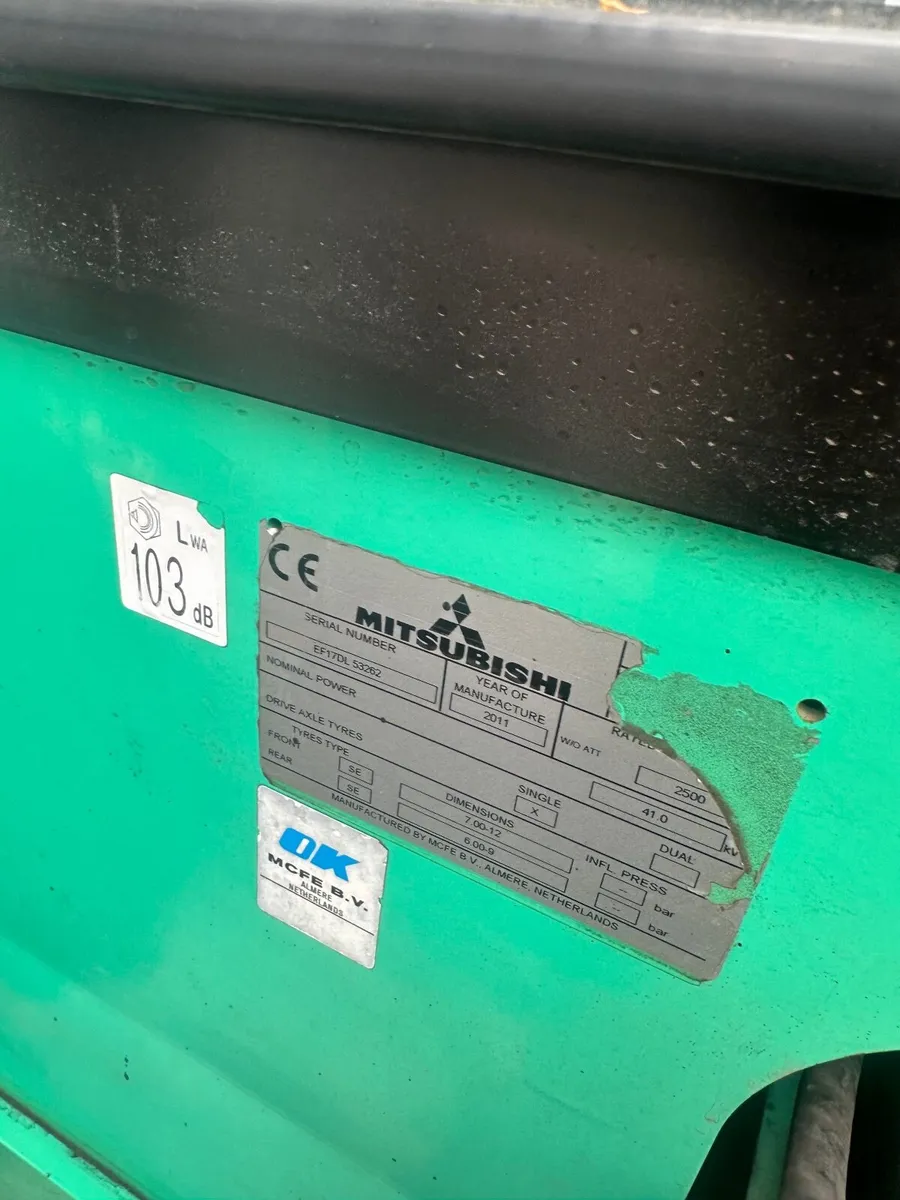 LWA
103 dB
CE
MITSUBISHI
SERIAL NUMBER
EF17DL 53262
YEAR OF
MANUFACTURE
2011
W/O ATT
2500
NOMINAL POWER
41.0
DRIVE AXLE TYRES
SINGLE
X
DUAL
TYRES TYPE
DIMENSIONS
INFL. PRESS
FRONT
SE
7.00-12
--
bar
REAR
SE
6.00-9
--
bar
MANUFACTURED BY MCFE B.V., ALMERE, NETHERLANDS
OK
MCFE B.V.
ALMERE
NETHERLANDS